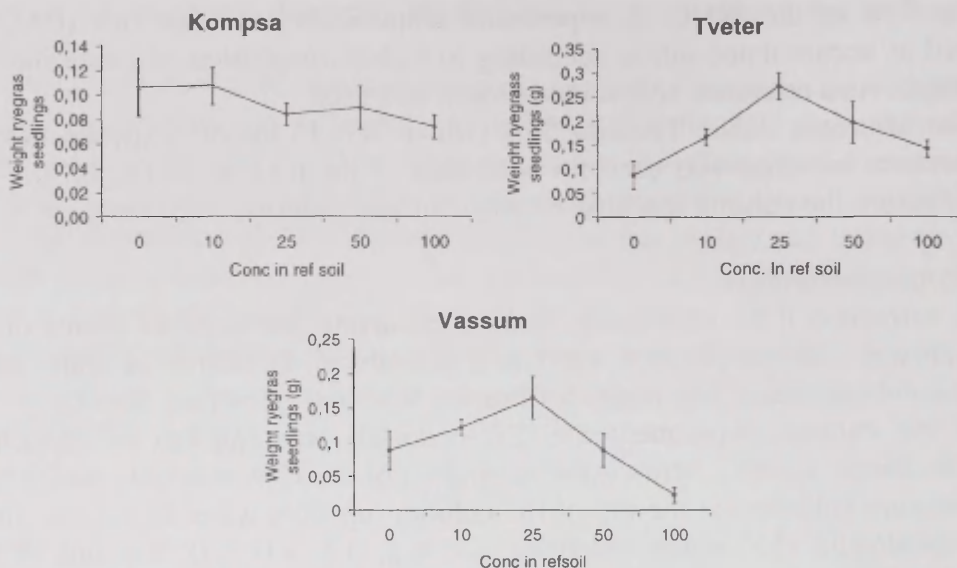 Kompsa
0,14
0,12
0,10
0,08
0,06
0,04
0,02
0,00
Weight ryegras
seedlings
0 10 25 50 100
Conc in ref soil
Tveter
0,35
0,3
0,25
0,2
0,15
0,1
0,05
0
Weight ryegrass
seedlings (g)
0 10 25 50 100
Conc. In ref soil
Vassum
0,25
0,2
0,15
0,1
0,05
0
Weight ryegras
seedlings (g)
0 10 25 50 100
Conc in refsoil